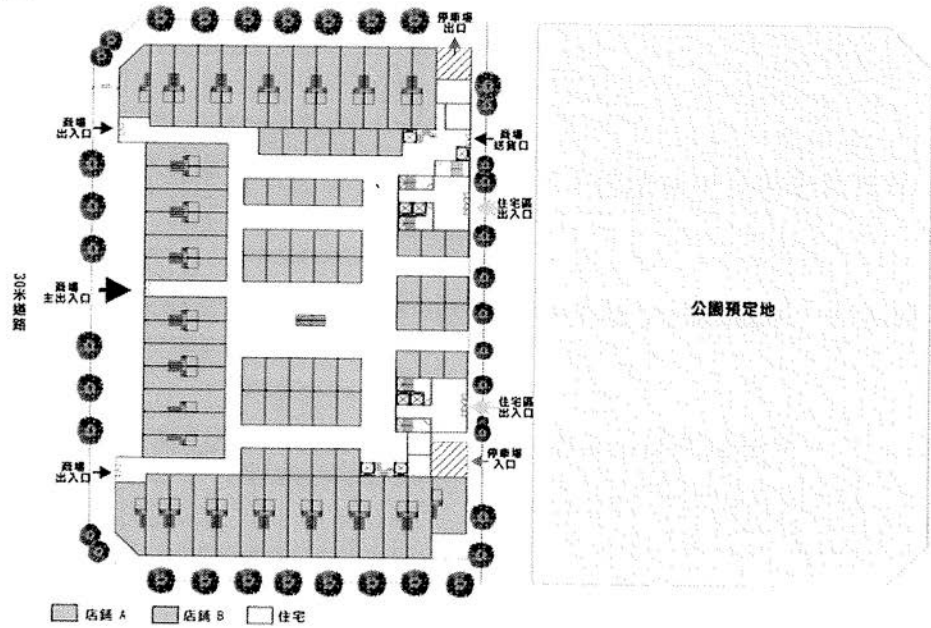 停車場
出口
商場
出入口
商場
送貨口
住宅區
出入口
30米道路
商場
主出入口
公園預定地
住宅區
出入口
商場
出入口
停車場
入口
店鋪 A
店鋪 B
住宅